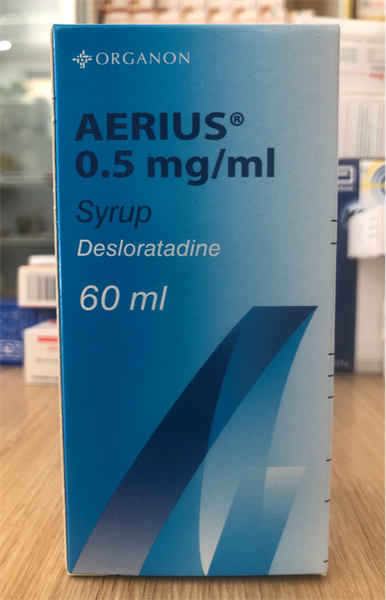 ORGANON
AERIUS®
0.5 mg/ml
Syrup
Desloratadine
60 ml